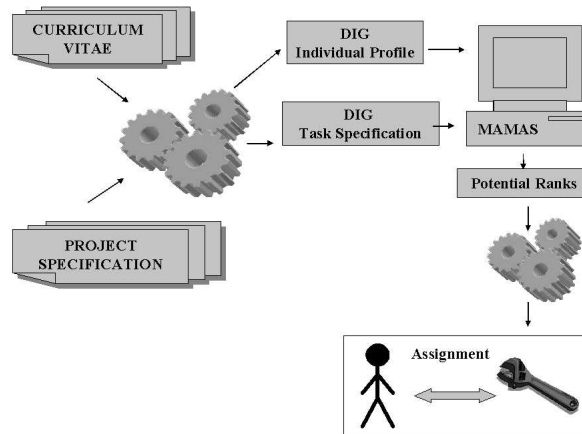 CURRICULUM
VITAE
DIG
Individual Profile
DIG
Task Specification
MAMAS
Potential Ranks
PROJECT
SPECIFICATION
Assignment